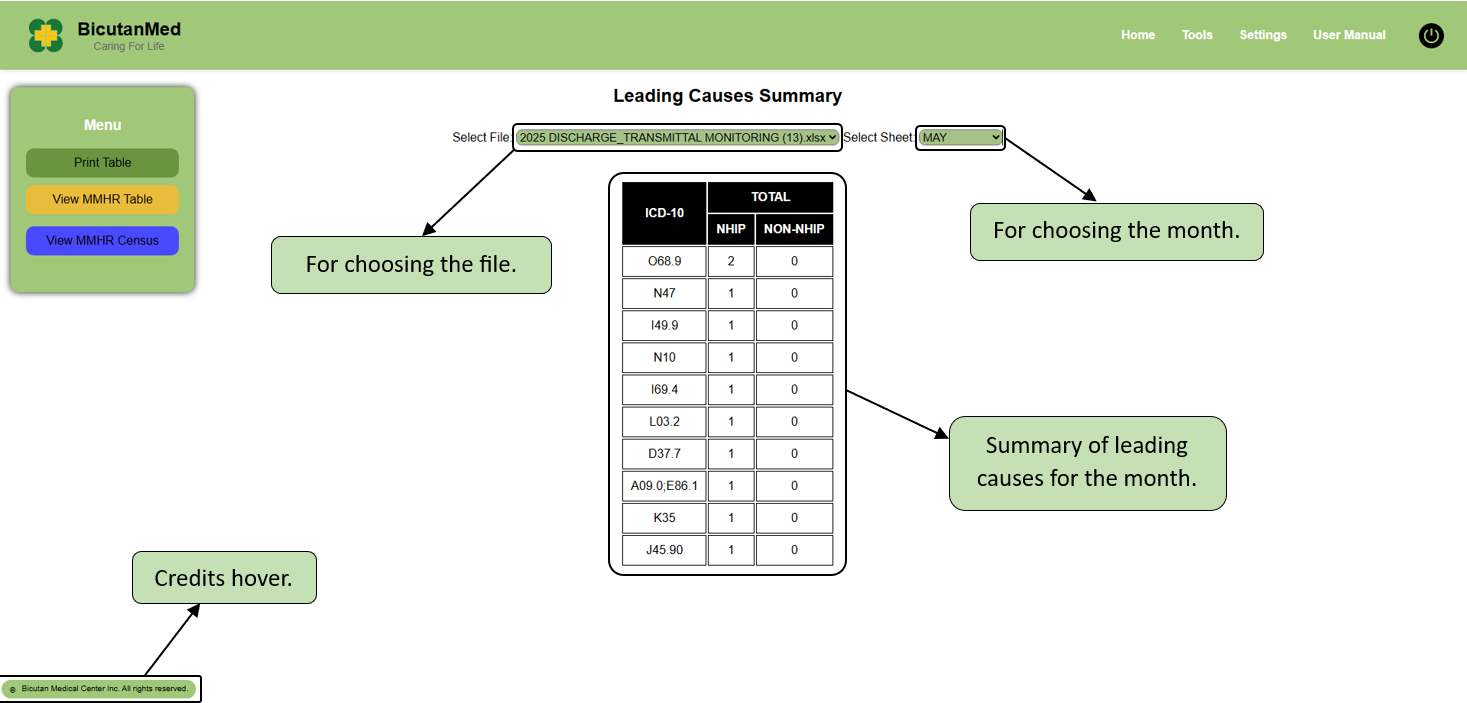 BicutanMed
Caring For Life
Home Tools Settings User Manual
Menu
Print Table
View MMHR Table
View MMHR Census
Leading Causes Summary
Select File: 2025 DISCHARGE_TRANSMITTAL MONITORING (13).xlsx Select Sheet: MAY
For choosing the file.
For choosing the month.
ICD-10 TOTAL
NHIP NON-NHIP
O68.9 2 0
N47 1 0
I49.9 1 0
N10 1 0
I69.4 1 0
L03.2 1 0
D37.7 1 0
A09.0;E86.1 1 0
K35 1 0
J45.90 1 0
Summary of leading
causes for the month.
Credits hover.
© Bicutan Medical Center Inc. All rights reserved.